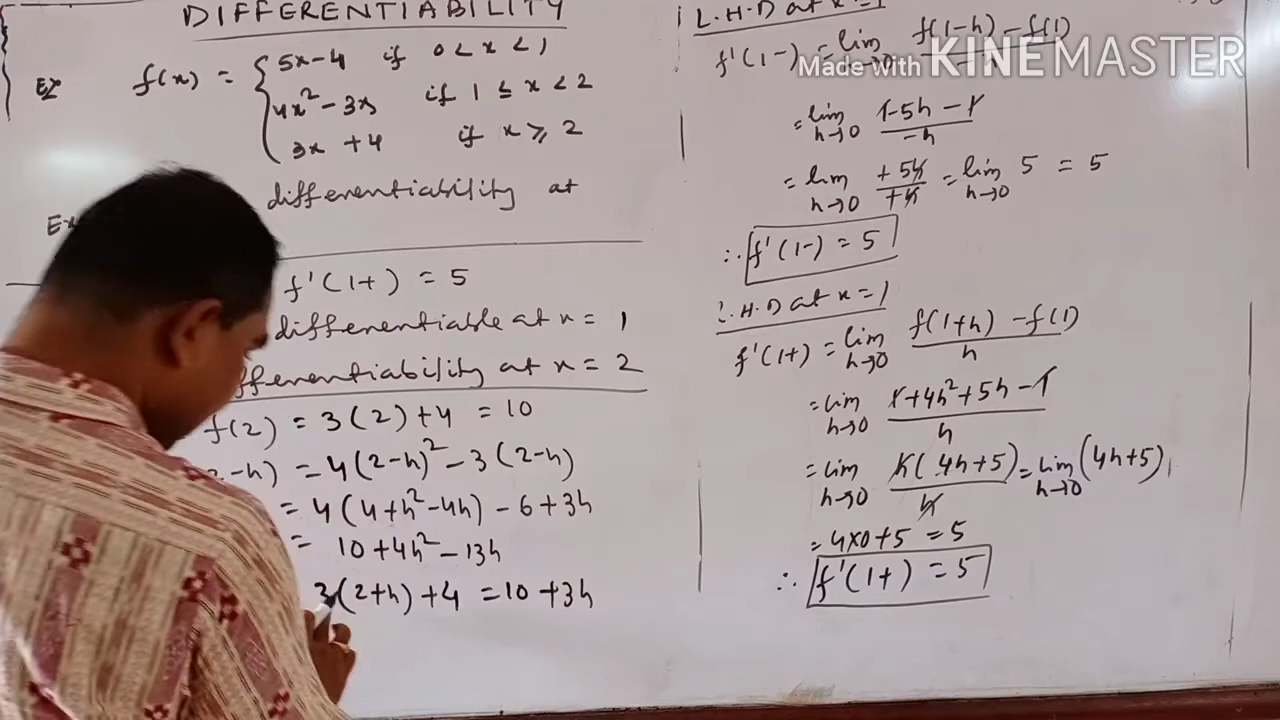 DIFFERENTIABILITY
Ex f(x) = { 5x-4 if 0 < x < 1
4x² - 3x if 1 ≤ x < 2
3x + 4 if x ≥ 2
differentiability at
f'(1+) = 5
differentiable at x = 1
fferentiability at x = 2
f(2) = 3(2)+4 = 10
2-h) = 4(2-h)² - 3(2-h)
= 4(4+h²-4h) - 6 + 3h
= 10 + 4h² - 13h
3(2+h) + 4 = 10 + 3h
L.H.D at x = 1
f'(1-) = lim h→0 f(1-h) - f(1)
Made with KINEMASTER
= lim h→0 1-5h-1 / -h
= lim h→0 +5h / +h = lim h→0 5 = 5
∴ f'(1-) = 5
L.H.D at x = 1
f'(1+) = lim h→0 f(1+h) - f(1) / h
= lim h→0 1+4h²+5h-1 / h
= lim h→0 h(4h+5) / h = lim h→0 (4h+5)
= 4×0+5 = 5
∴ f'(1+) = 5